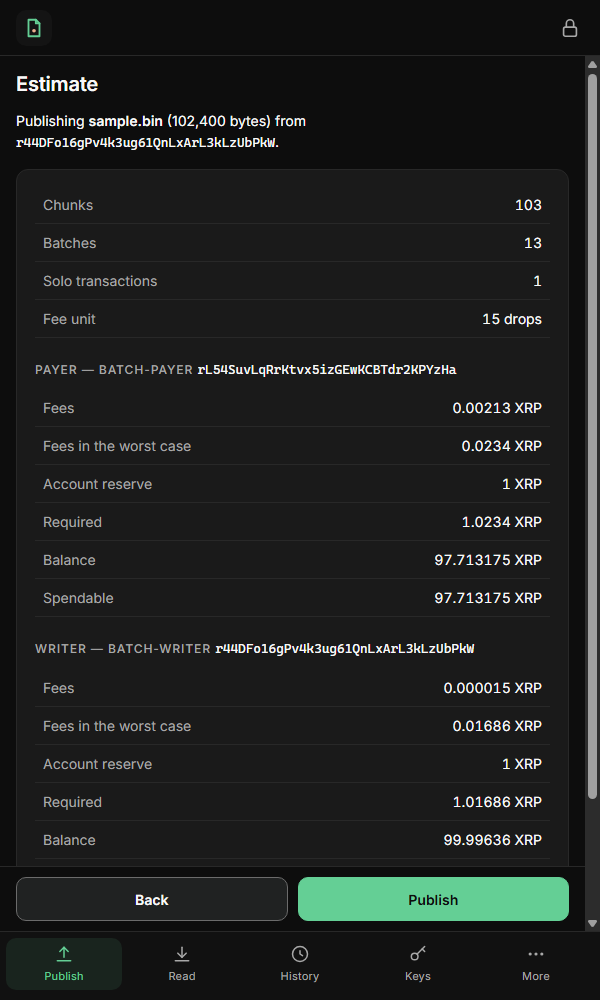 Estimate
Publishing sample.bin (102,400 bytes) from
r44DFo16gPv4k3ug61QnLxArL3kLzUbPkW.
Chunks 103
Batches 13
Solo transactions 1
Fee unit 15 drops
PAYER — BATCH-PAYER rL54SuvLqRrKtvx5izGEwKCBTdr2KPYzHa
Fees 0.00213 XRP
Fees in the worst case 0.0234 XRP
Account reserve 1 XRP
Required 1.0234 XRP
Balance 97.713175 XRP
Spendable 97.713175 XRP
WRITER — BATCH-WRITER r44DFo16gPv4k3ug61QnLxArL3kLzUbPkW
Fees 0.000015 XRP
Fees in the worst case 0.01686 XRP
Account reserve 1 XRP
Required 1.01686 XRP
Balance 99.99636 XRP
Back Publish
Publish Read History Keys More